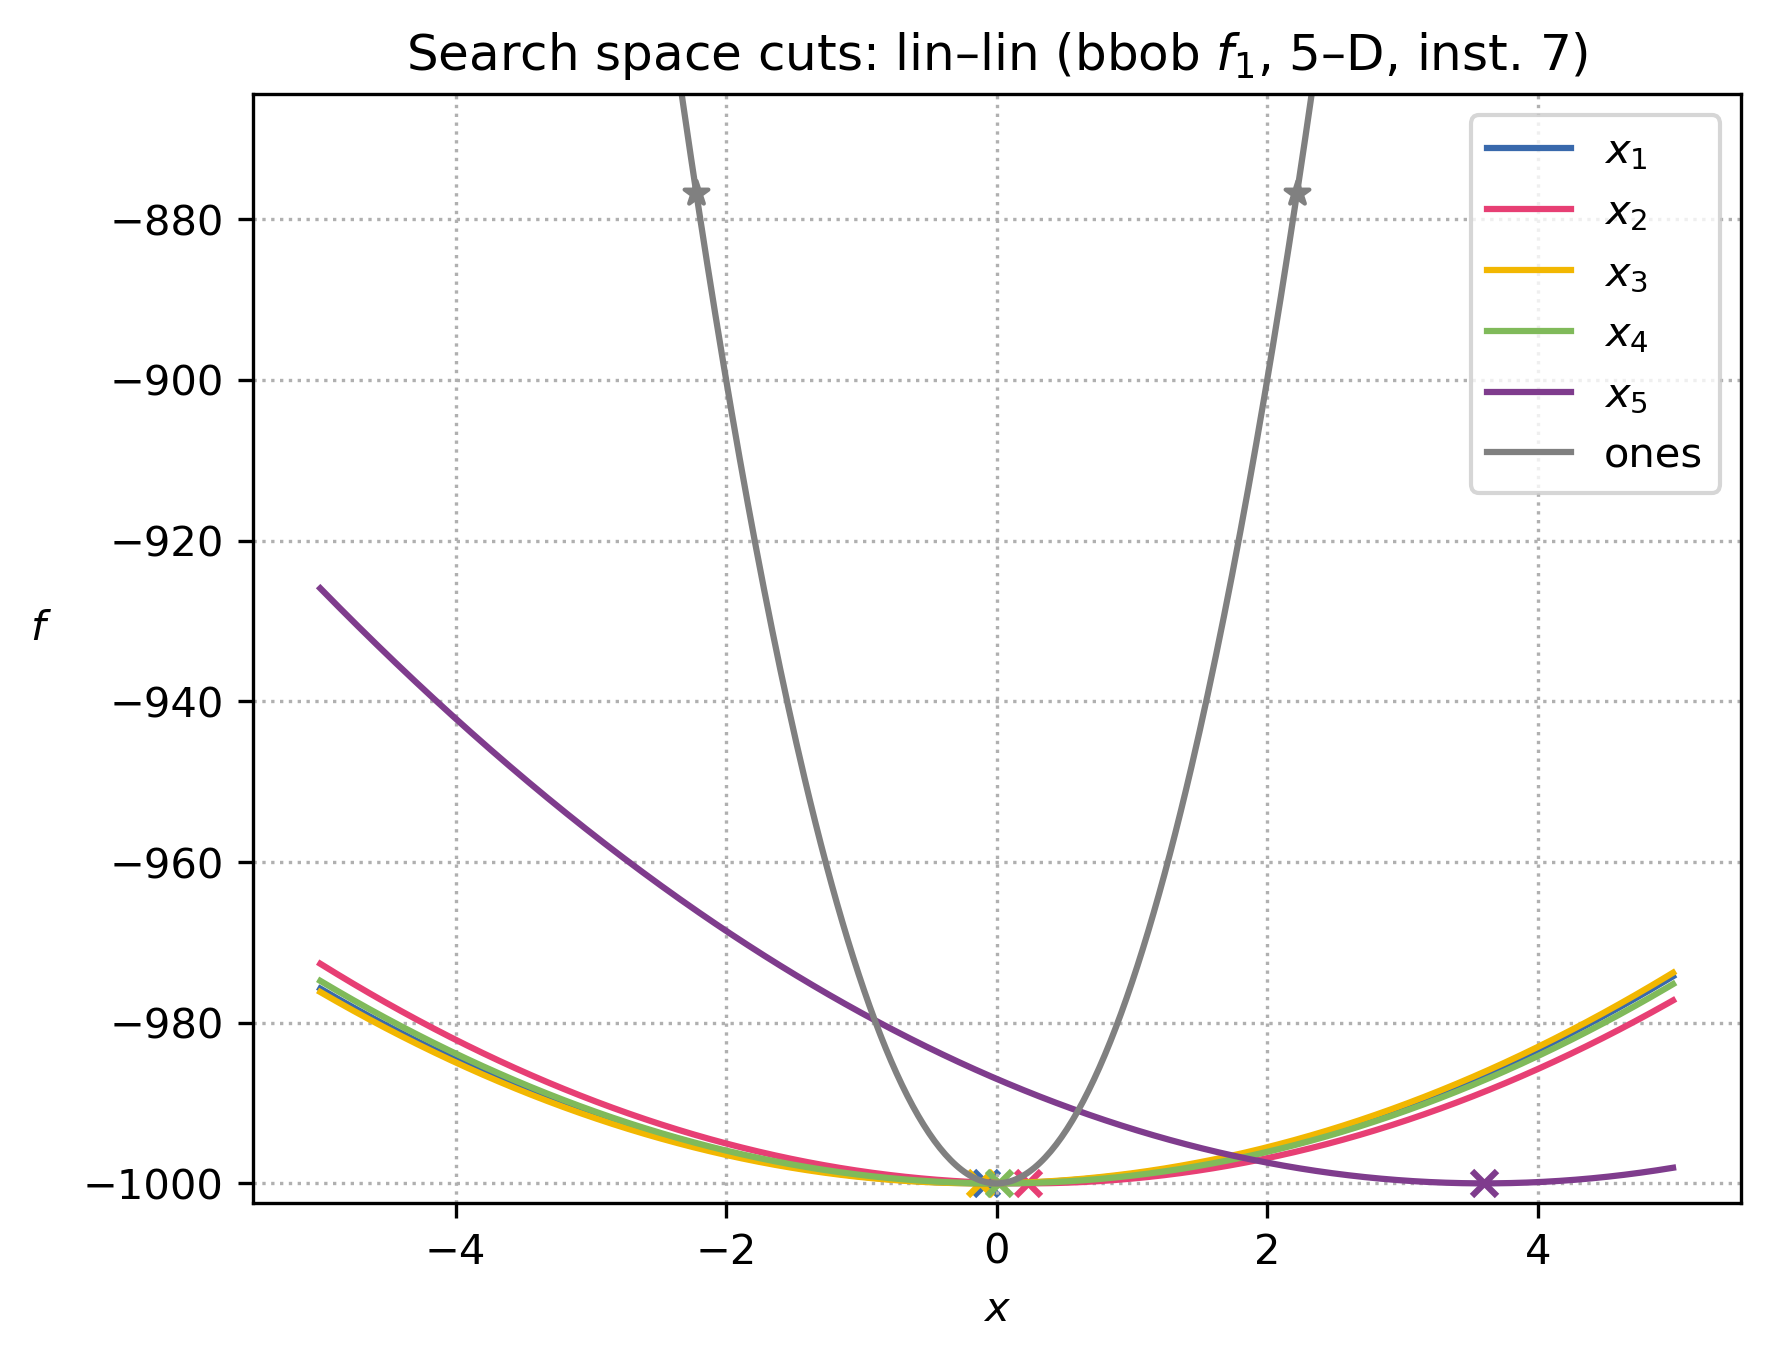 Search space cuts: lin–lin (bbob f₁, 5–D, inst. 7)
x₁
x₂
x₃
x₄
x₅
ones
−880
−900
−920
−940
−960
−980
−1000
f
−4 −2 0 2 4
x